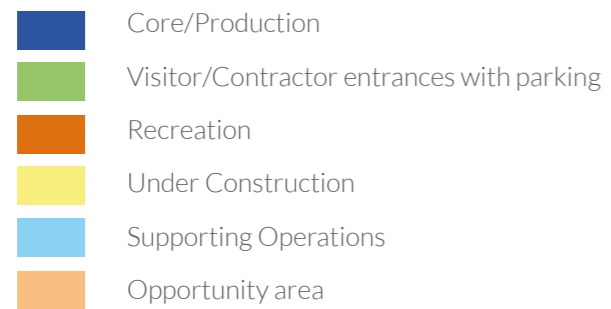 Core/Production
Visitor/Contractor entrances with parking
Recreation
Under Construction
Supporting Operations
Opportunity area